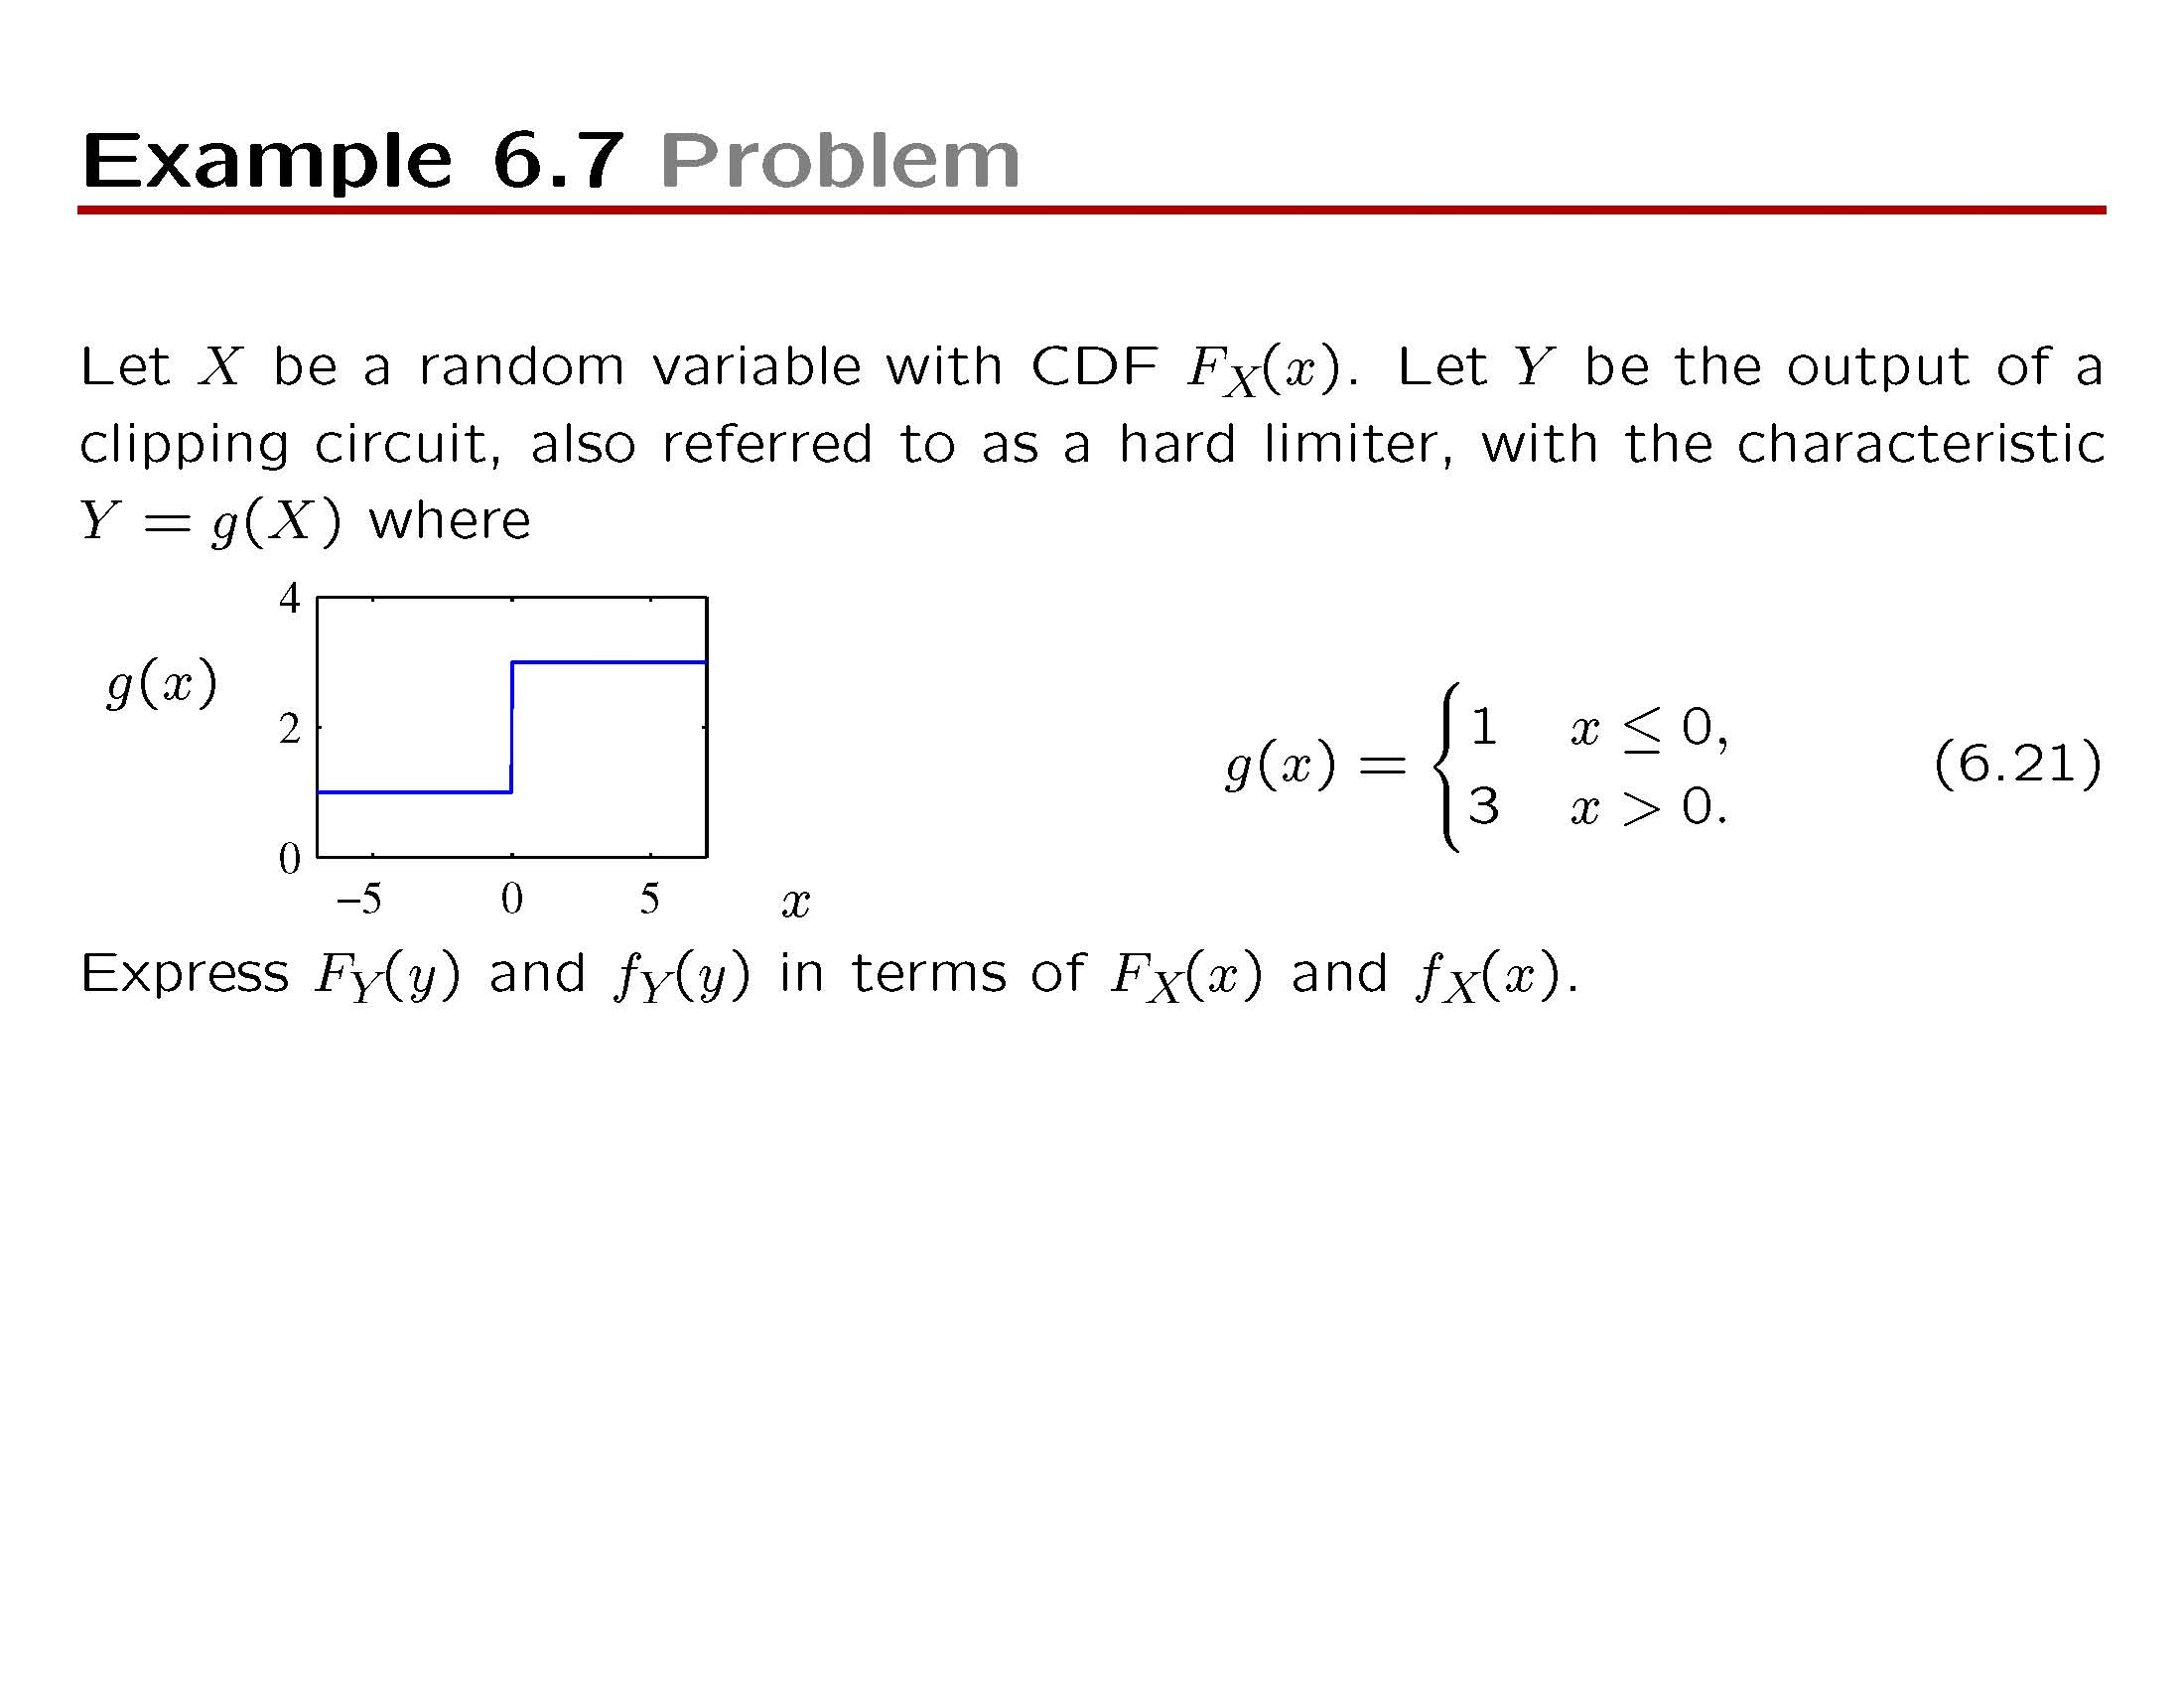 Example 6.7 Problem
Let X be a random variable with CDF F_X(x). Let Y be the output of a
clipping circuit, also referred to as a hard limiter, with the characteristic
Y = g(X) where
4
g(x)
2
0
−5 0 5 x
g(x) = { 1 x ≤ 0,
3 x > 0.
(6.21)
Express F_Y(y) and f_Y(y) in terms of F_X(x) and f_X(x).